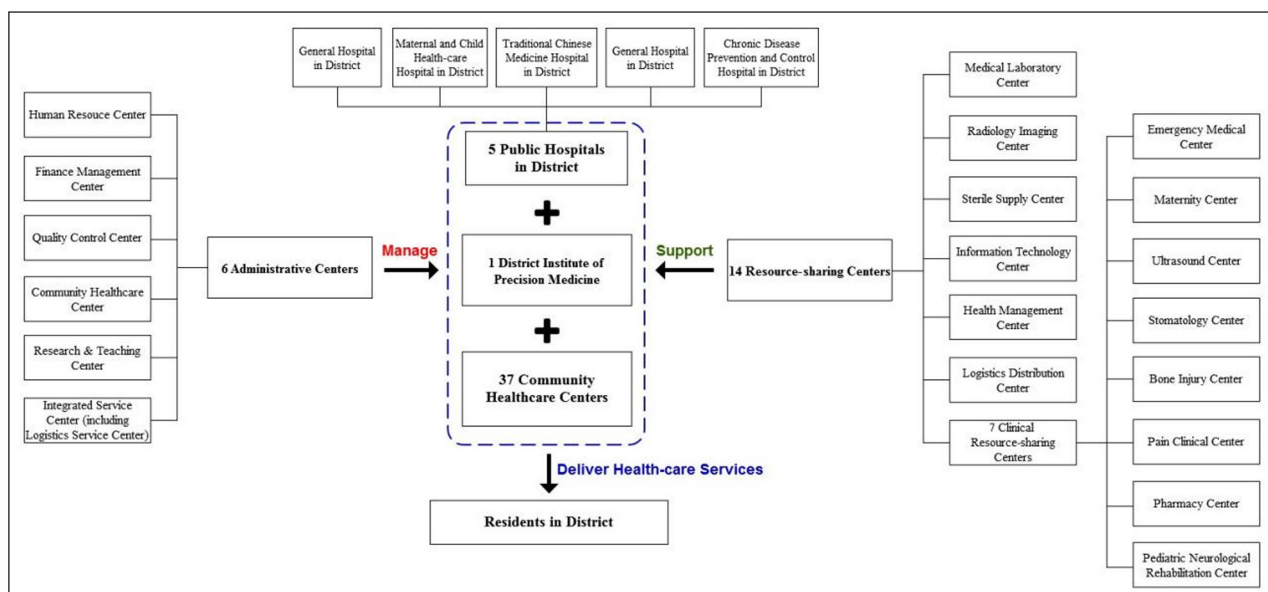 General Hospital
in District
Maternal and Child
Health-care
Hospital in District
Traditional Chinese
Medicine Hospital
in District
General Hospital
in District
Chronic Disease
Prevention and Control
Hospital in District
Human Resouce Center
Finance Management
Center
Quality Control Center
Community Healthcare
Center
Research & Teaching
Center
Integrated Service
Center (including
Logistics Service Center)
6 Administrative Centers
Manage
5 Public Hospitals
in District
1 District Institute of
Precision Medicine
37 Community
Healthcare Centers
Deliver Health-care Services
Residents in District
Support
14 Resource-sharing Centers
Medical Laboratory
Center
Radiology Imaging
Center
Sterile Supply Center
Information Technology
Center
Health Management
Center
Logistics Distribution
Center
7 Clinical
Resource-sharing
Centers
Emergency Medical
Center
Maternity Center
Ultrasound Center
Stomatology Center
Bone Injury Center
Pain Clinical Center
Pharmacy Center
Pediatric Neurological
Rehabilitation Center